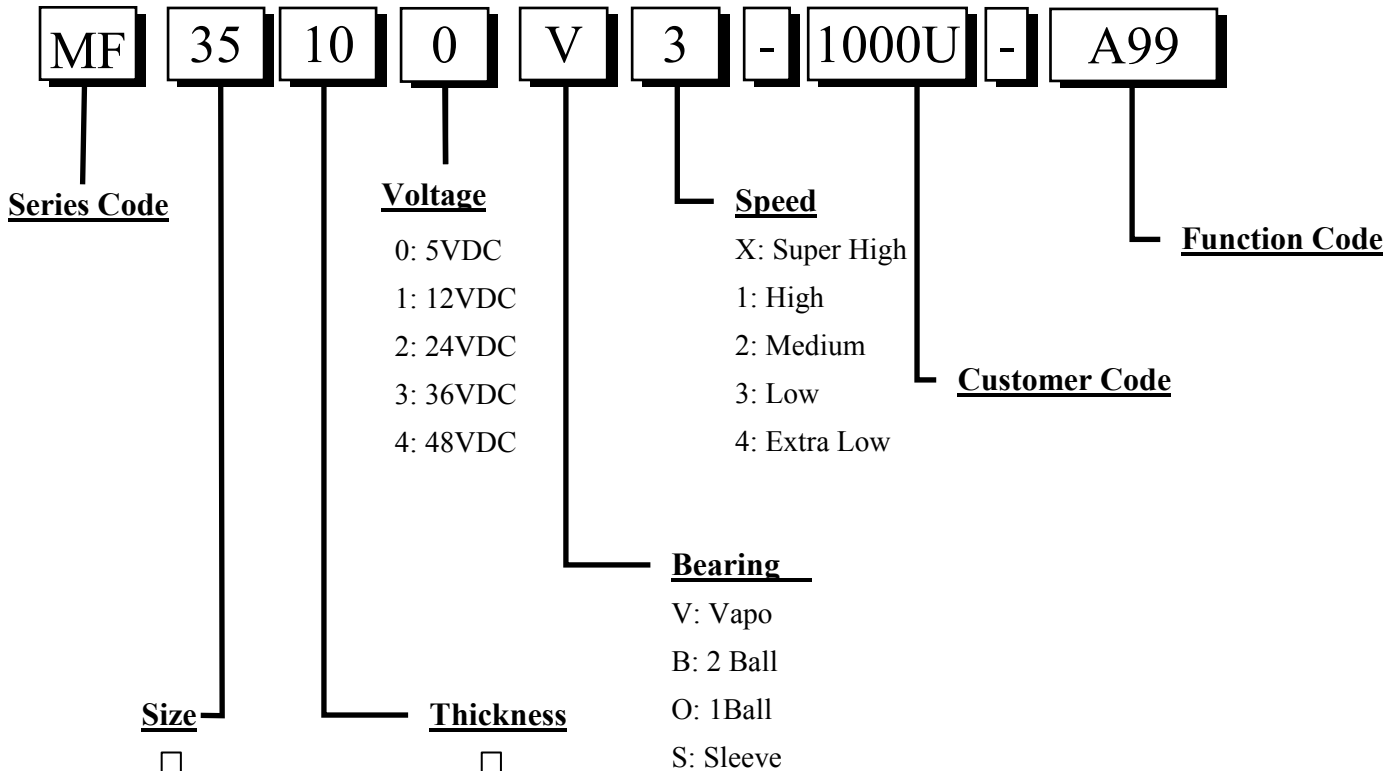 MF 35 10 0 V 3 - 1000U - A99
Series Code
Voltage
0: 5VDC
1: 12VDC
2: 24VDC
3: 36VDC
4: 48VDC
Speed
X: Super High
1: High
2: Medium
3: Low
4: Extra Low
Function Code
Customer Code
Bearing
V: Vapo
B: 2 Ball
O: 1Ball
S: Sleeve
Size
Thickness